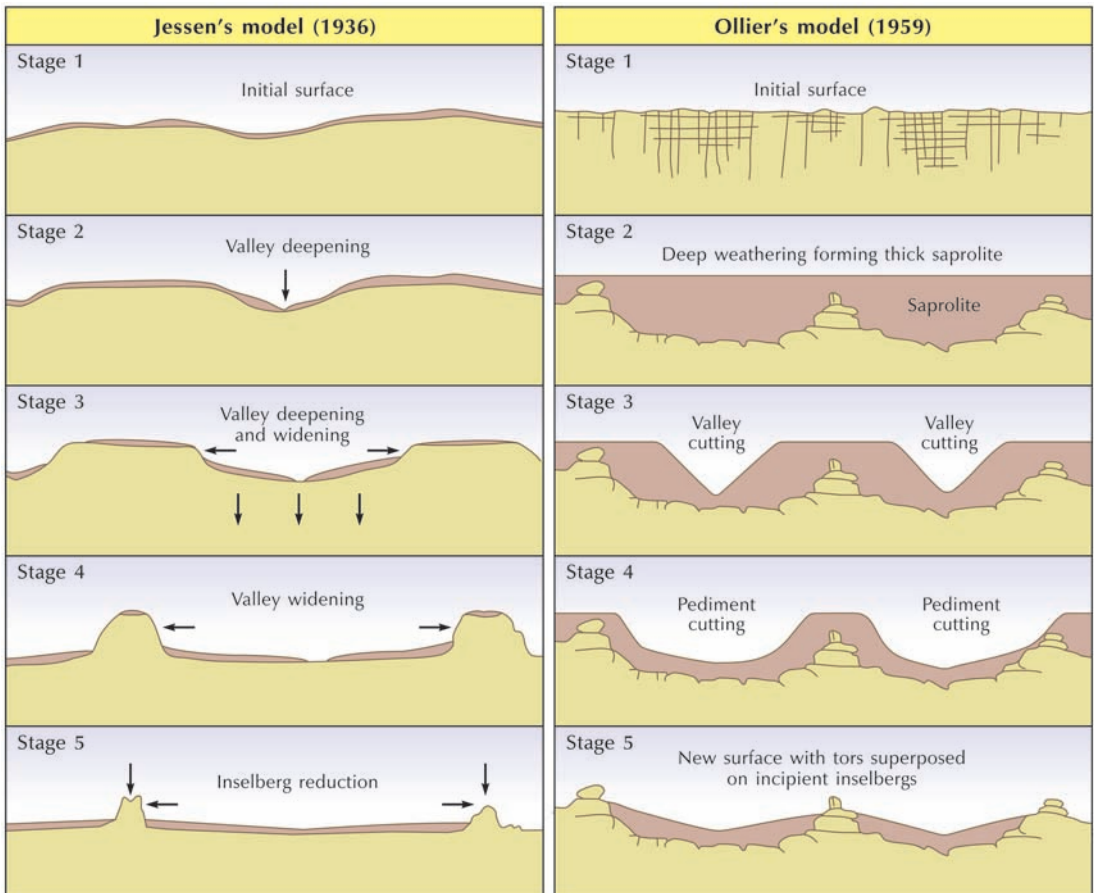 Jessen's model (1936)
Stage 1
Initial surface
Stage 2
Valley deepening
Stage 3
Valley deepening
and widening
Stage 4
Valley widening
Stage 5
Inselberg reduction
Ollier's model (1959)
Stage 1
Initial surface
Stage 2
Deep weathering forming thick saprolite
Saprolite
Stage 3
Valley
cutting
Valley
cutting
Stage 4
Pediment
cutting
Pediment
cutting
Stage 5
New surface with tors superposed
on incipient inselbergs